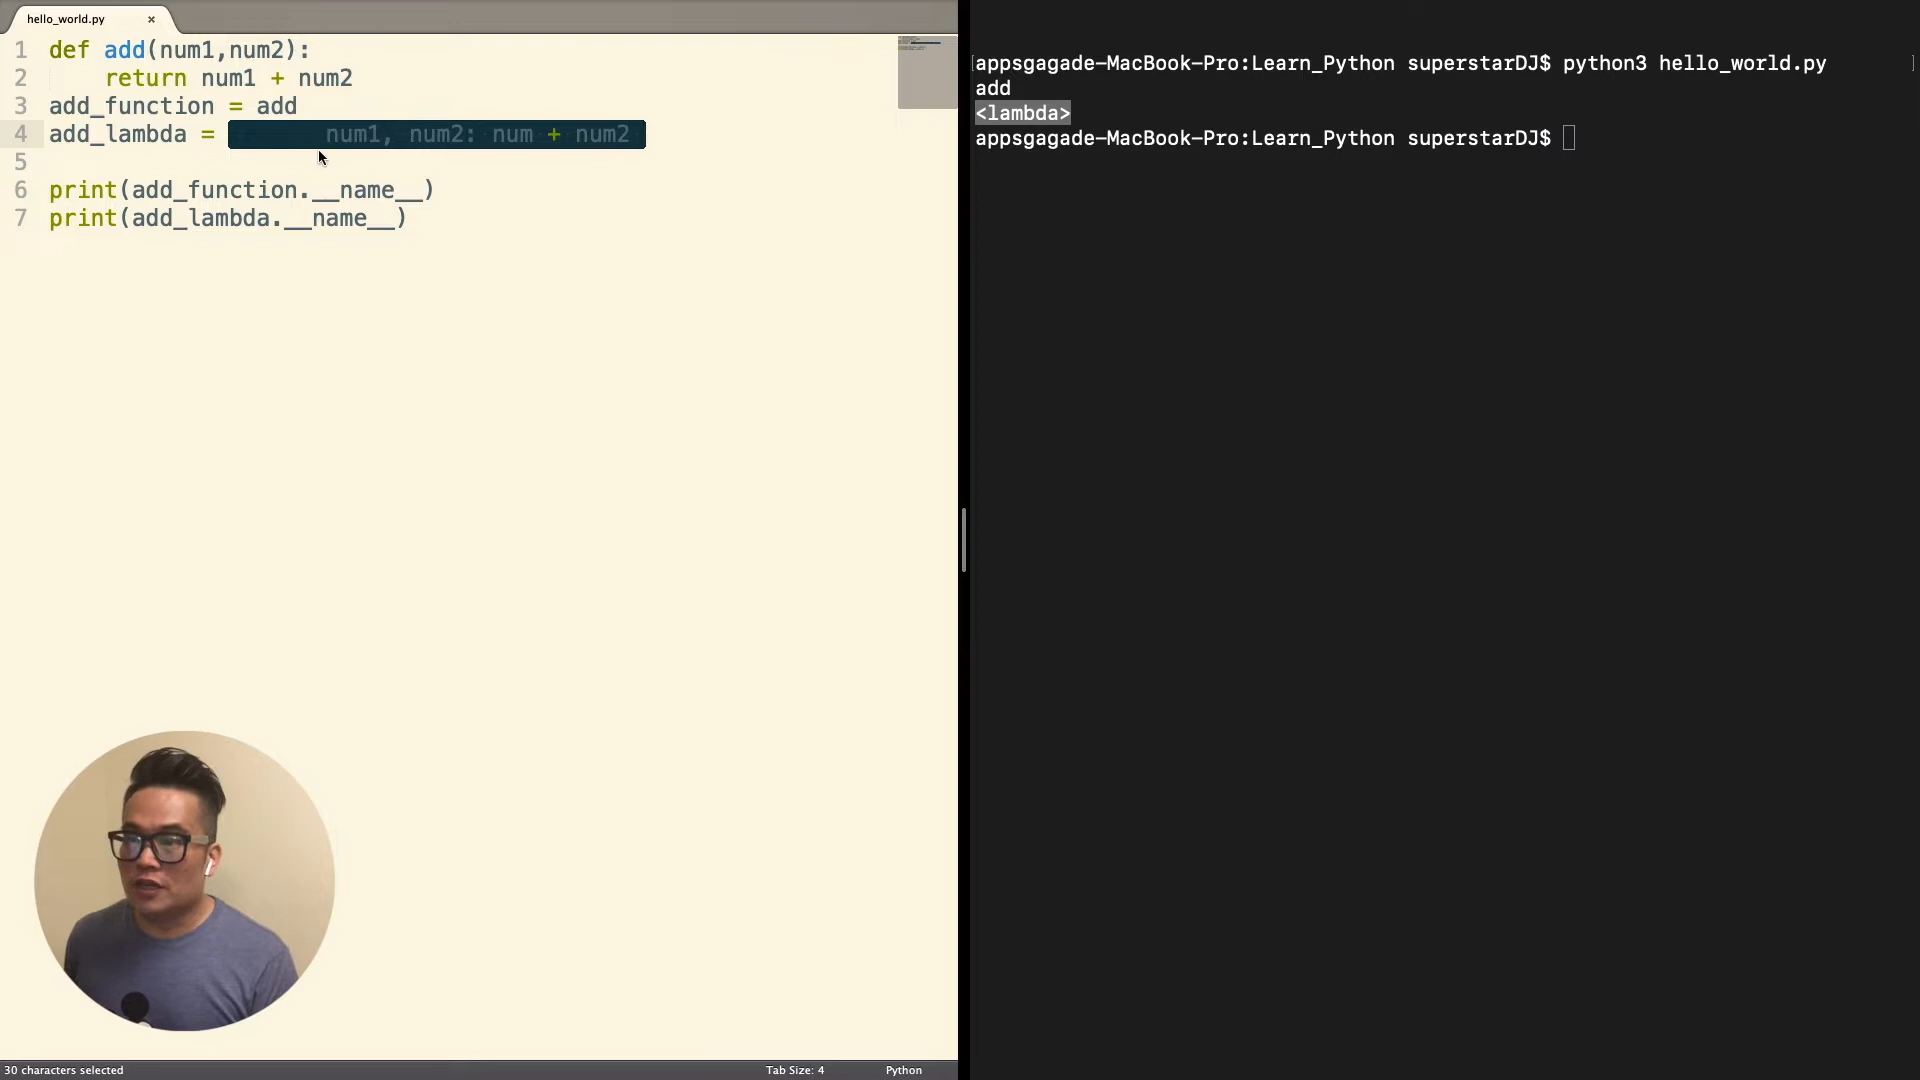 hello_world.py ×
1 def add(num1,num2):
2 return num1 + num2
3 add_function = add
4 add_lambda = num1, num2: num + num2
5
6 print(add_function.__name__)
7 print(add_lambda.__name__)
30 characters selected
Tab Size: 4
Python
[appsgagade-MacBook-Pro:Learn_Python superstarDJ$ python3 hello_world.py ]
add
<lambda>
appsgagade-MacBook-Pro:Learn_Python superstarDJ$